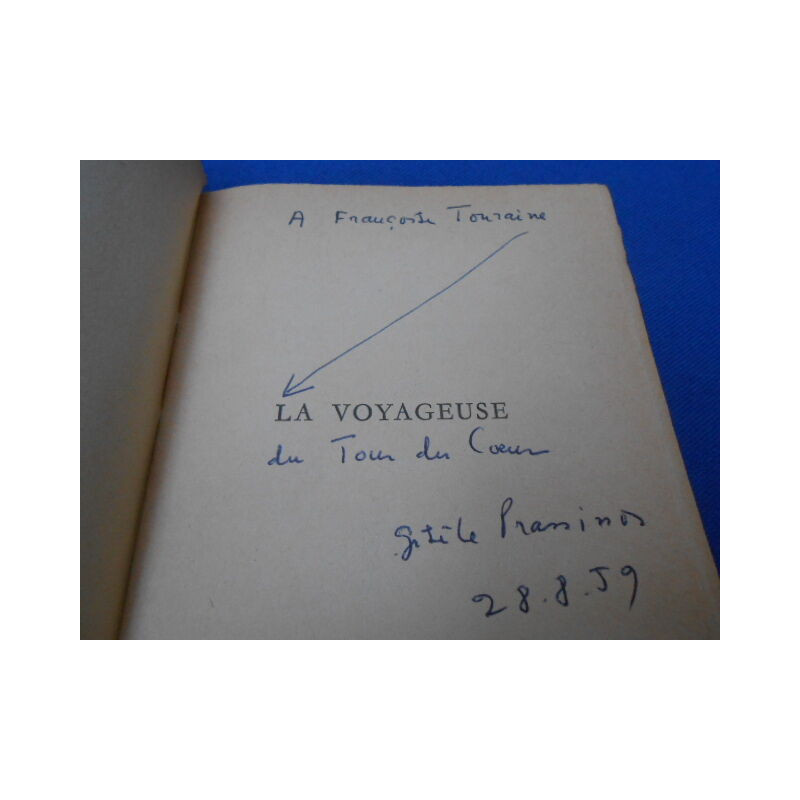 A Françoise Touraine
LA VOYAGEUSE
du Tour du Cœur
Gisèle Prassinos
28.8.59